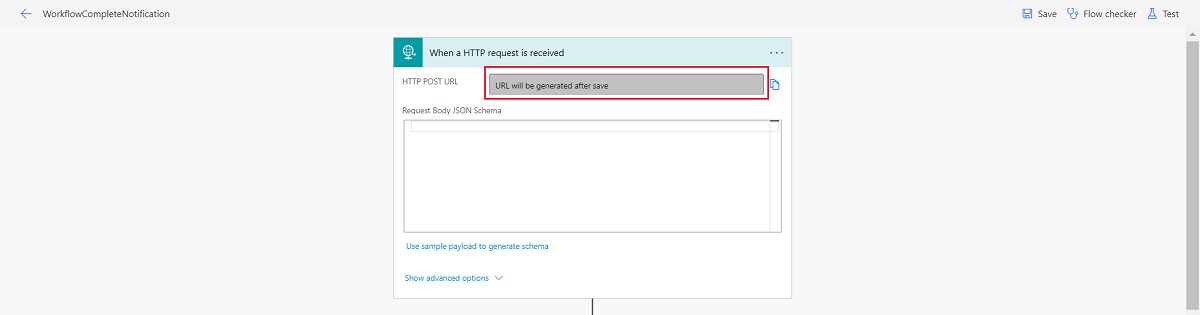 WorkflowCompleteNotification
Save
Flow checker
Test
When a HTTP request is received
HTTP POST URL
URL will be generated after save
Request Body JSON Schema
Use sample payload to generate schema
Show advanced options